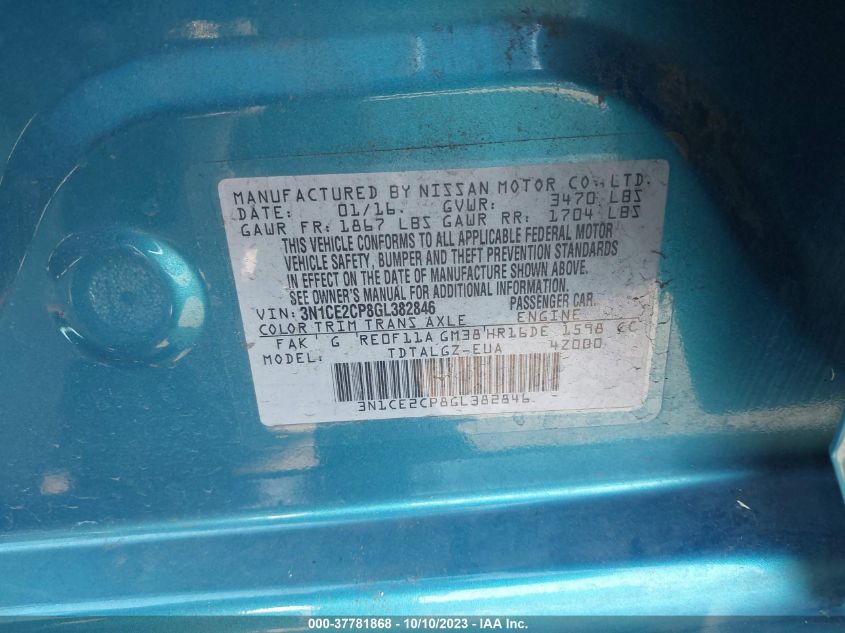 MANUFACTURED BY NISSAN MOTOR CO., LTD.
DATE: 01/16. GVWR: 3470 LBS
GAWR FR: 1867 LBS GAWR RR: 1704 LBS
THIS VEHICLE CONFORMS TO ALL APPLICABLE FEDERAL MOTOR
VEHICLE SAFETY, BUMPER AND THEFT PREVENTION STANDARDS
IN EFFECT ON THE DATE OF MANUFACTURE SHOWN ABOVE.
SEE OWNER'S MANUAL FOR ADDITIONAL INFORMATION.
VIN: 3N1CE2CP8GL382846 PASSENGER CAR.
COLOR TRIM TRANS AXLE ENGINE
FAK G RE0F11A GM38 HR16DE 1598 CC
MODEL: TDTALGZ-EUA 4Z000
3N1CE2CP8GL382846
000-37781868 - 10/10/2023 - IAA Inc.